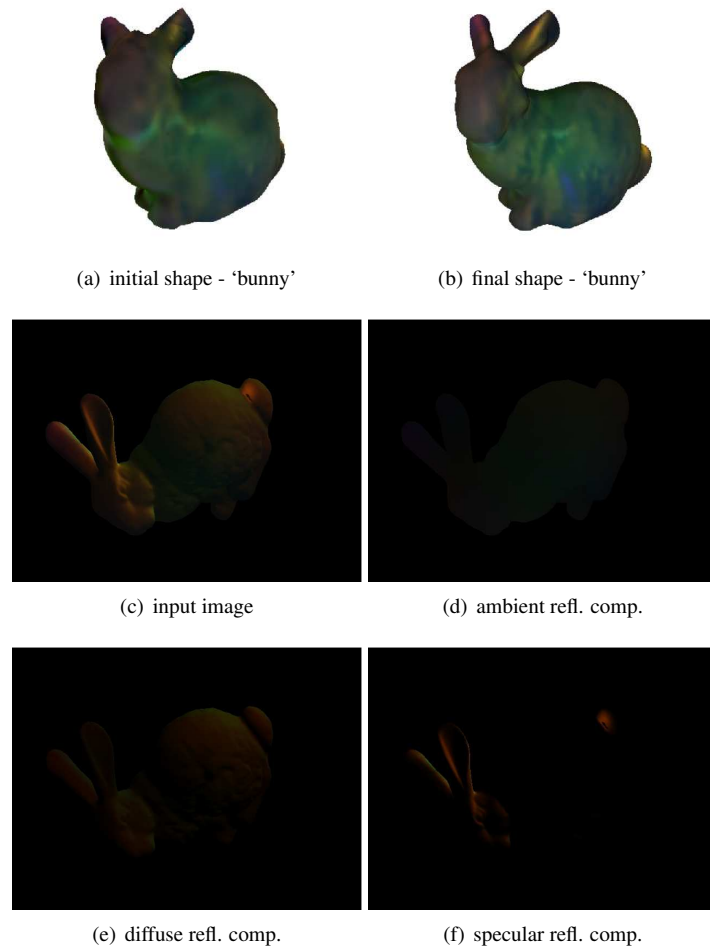 (a) initial shape - ‘bunny’
(b) final shape - ‘bunny’
(c) input image
(d) ambient refl. comp.
(e) diffuse refl. comp.
(f) specular refl. comp.